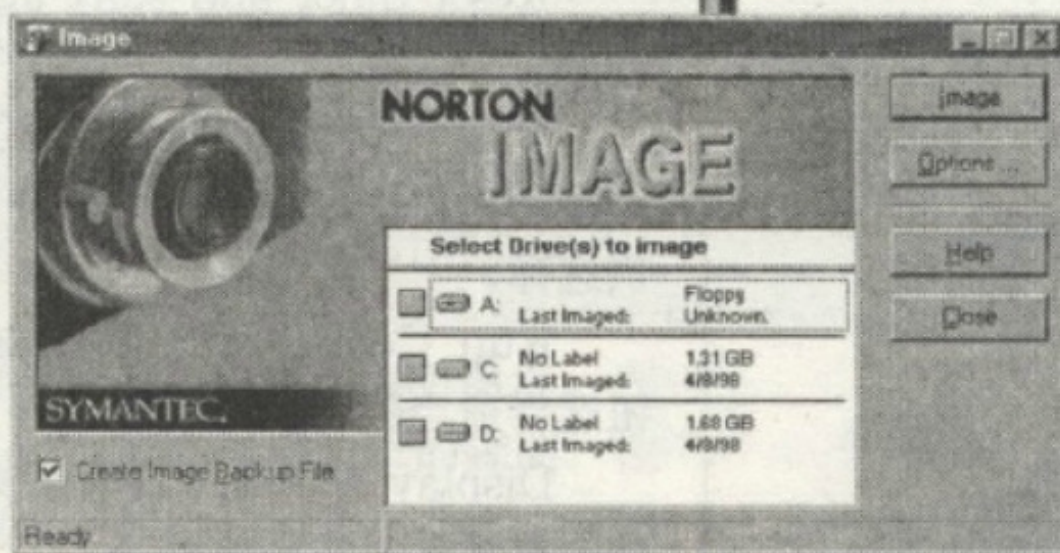 Image
NORTON
IMAGE
Select Drive(s) to image
A: Floppy
Last Imaged: Unknown.
C: No Label 1.31 GB
Last Imaged: 4/8/98
D: No Label 1.68 GB
Last Imaged: 4/8/98
SYMANTEC.
Create Image Backup File
Ready
Image
Options...
Help
Close